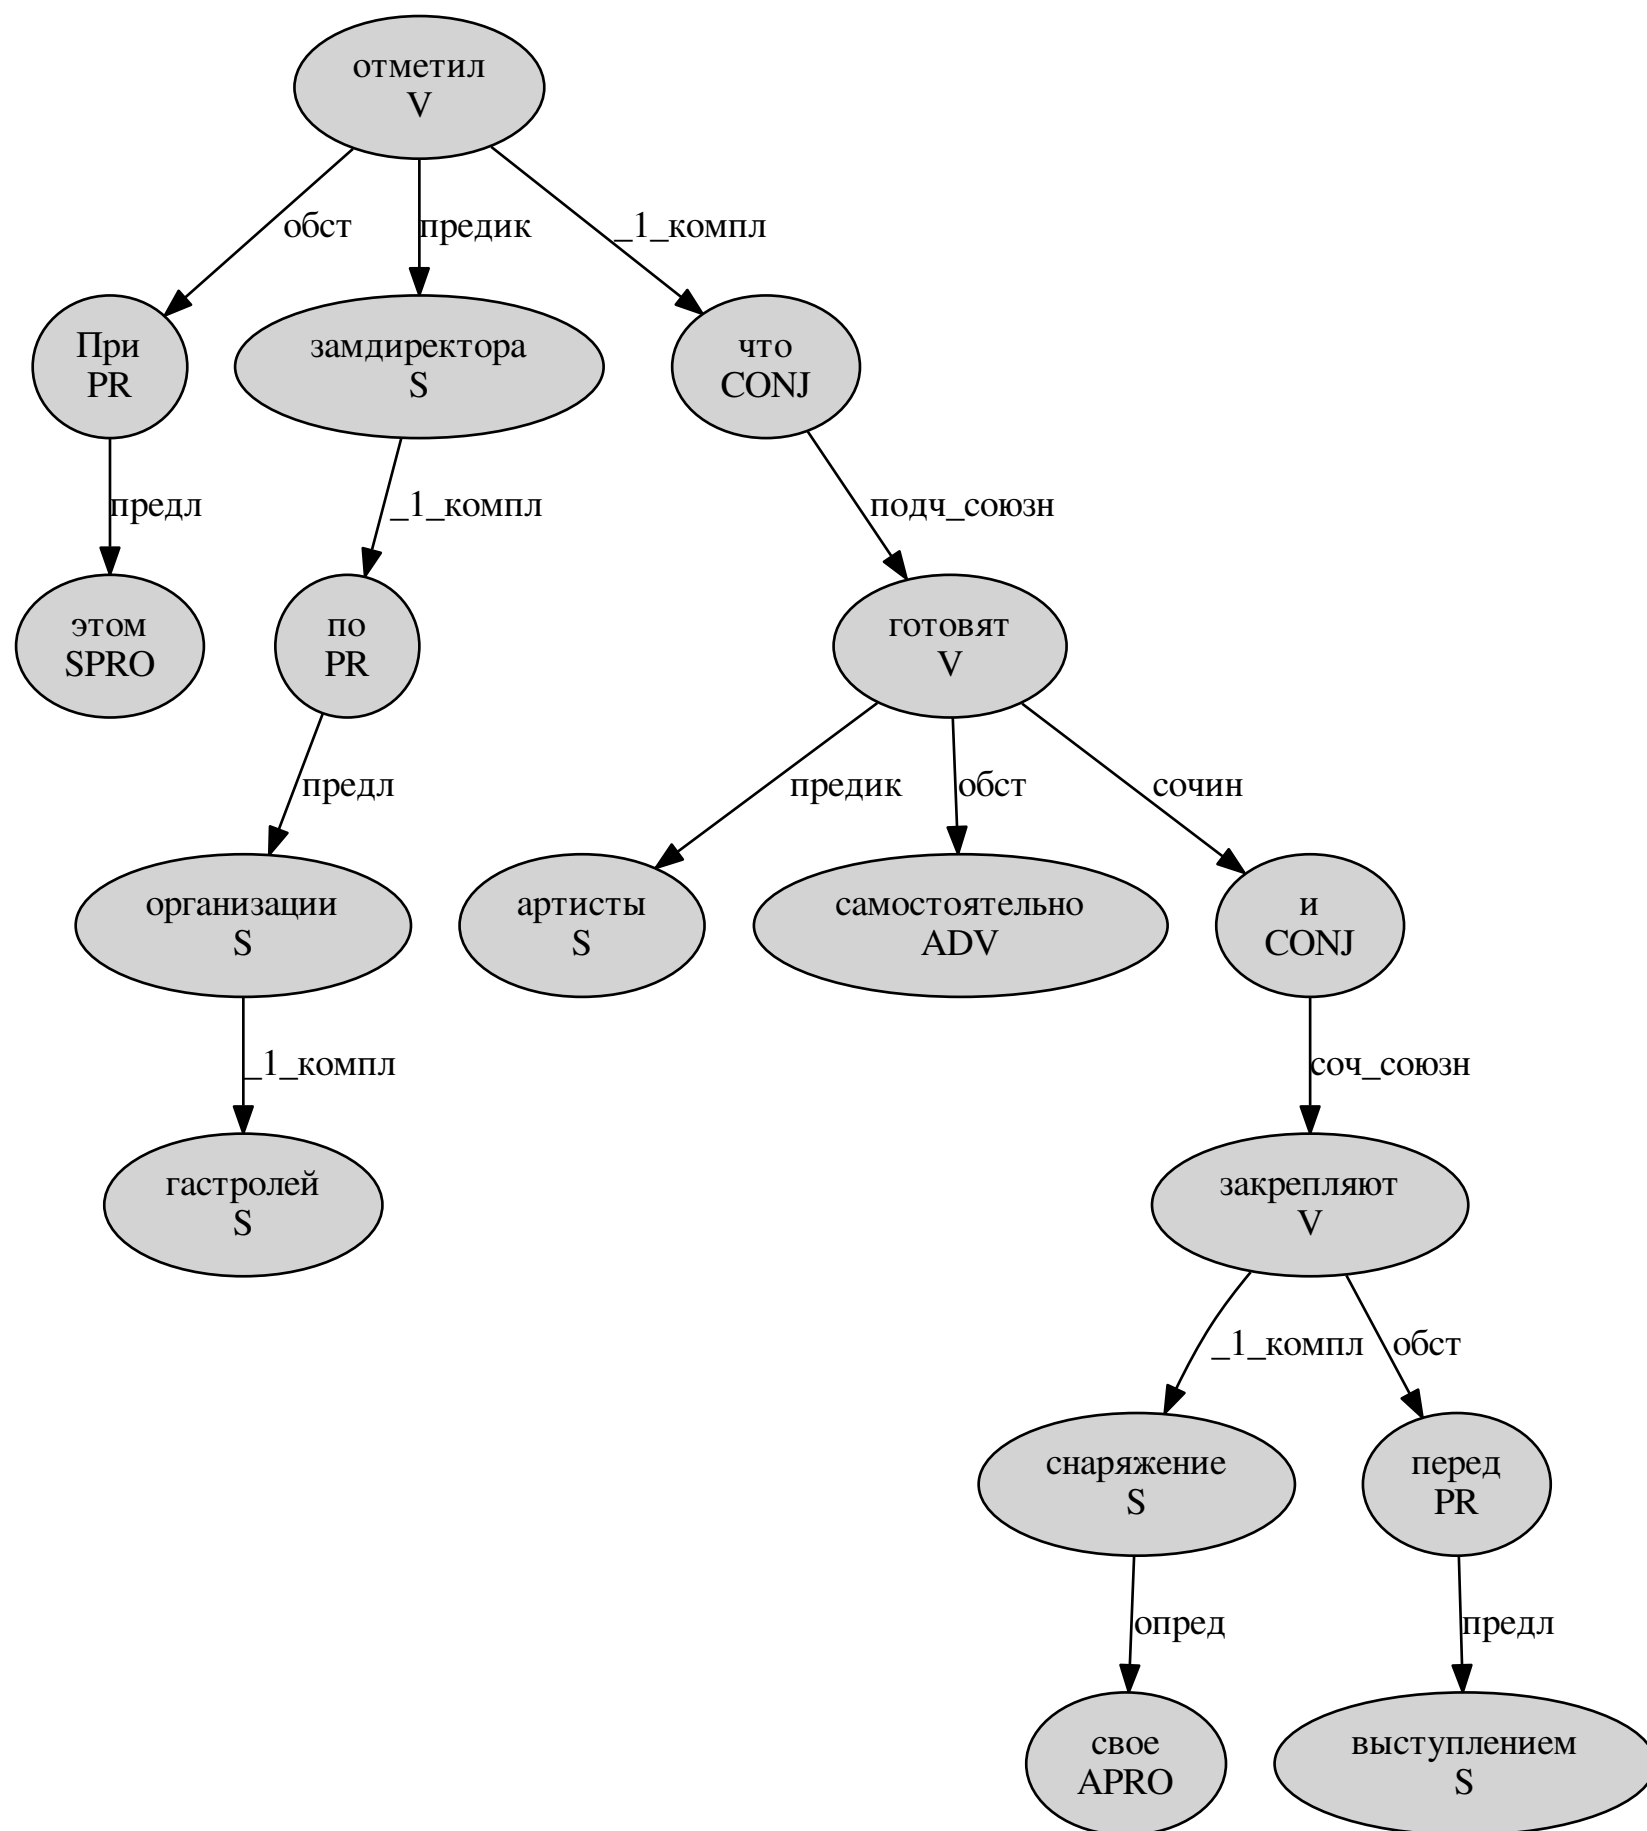 отметил
V
обст
предик
_1_компл
При
PR
замдиректора
S
что
CONJ
предл
_1_компл
подч_союзн
этом
SPRO
по
PR
готовят
V
предл
предик
обст
сочин
организации
S
артисты
S
самостоятельно
ADV
и
CONJ
_1_компл
соч_союзн
гастролей
S
закрепляют
V
_1_компл
обст
снаряжение
S
перед
PR
опред
предл
свое
APRO
выступлением
S